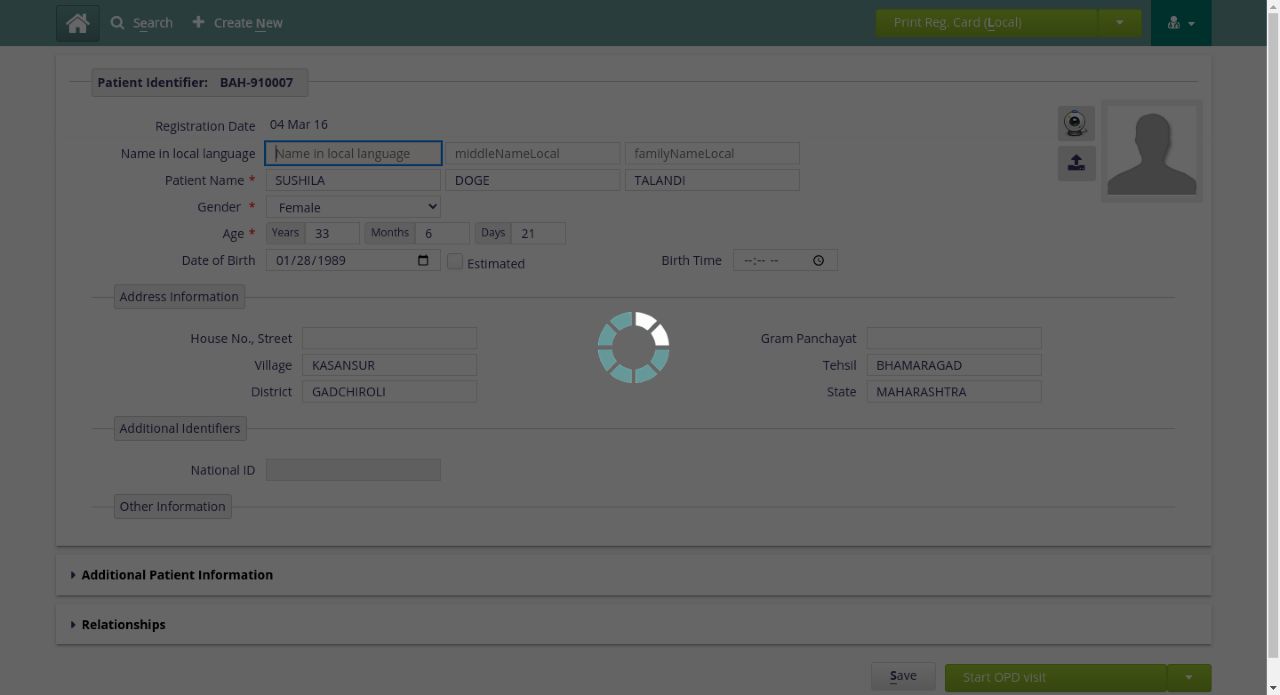 Search Create New Print Reg. Card (Local)
Patient Identifier: BAH-910007
Registration Date 04 Mar 16
Name in local language Name in local language middleNameLocal familyNameLocal
Patient Name * SUSHILA DOGE TALANDI
Gender * Female
Age * Years 33 Months 6 Days 21
Date of Birth 01/28/1989 Estimated Birth Time --:-- --
Address Information
House No., Street Gram Panchayat
Village KASANSUR Tehsil BHAMARAGAD
District GADCHIROLI State MAHARASHTRA
Additional Identifiers
National ID
Other Information
Additional Patient Information
Relationships
Save Start OPD visit